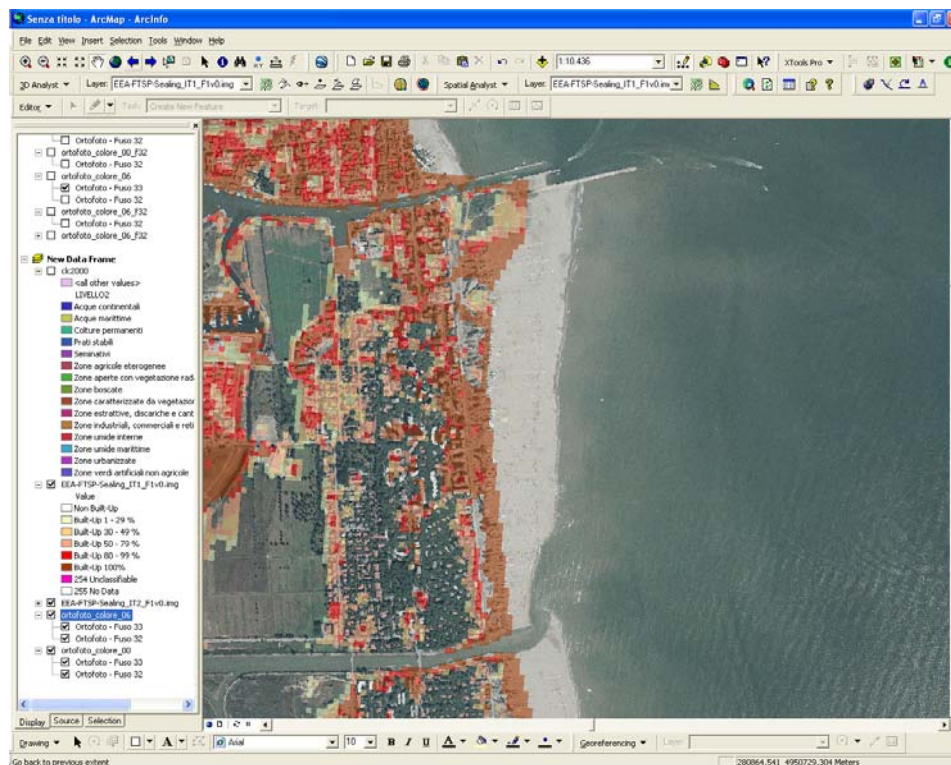 Senza titolo - ArcMap - ArcInfo
File Edit View Insert Selection Tools Window Help
1:10.436
XTools Pro
3D Analyst Layer: EEA-FTSP-Sealing_IT1_F1v0.img Spatial Analyst Layer: EEA-FTSP-Sealing_IT1_F1v0.im
Editor Task: Create New Feature Target:
Ortofoto - Fuso 32
ortofoto_colore_00_f32
Ortofoto - Fuso 32
ortofoto_colore_06
Ortofoto - Fuso 33
Ortofoto - Fuso 32
ortofoto_colore_06_f32
Ortofoto - Fuso 32
ortofoto_colore_06_f32
New Data Frame
clc2000
<all other values>
LIVELLO2
Acque continentali
Acque marittime
Colture permanenti
Prati stabili
Seminativi
Zone agricole eterogenee
Zone aperte con vegetazione rad
Zone boscate
Zone caratterizzate da vegetazion
Zone estrattive, discariche e cant
Zone industriali, commerciali e reti
Zone umide interne
Zone umide marittime
Zone urbanizzate
Zone verdi artificiali non agricole
EEA-FTSP-Sealing_IT1_F1v0.img
Value
Non Built-Up
Built-Up 1 - 29 %
Built-Up 30 - 49 %
Built-Up 50 - 79 %
Built-Up 80 - 99 %
Built-Up 100%
254 Unclassifiable
255 No Data
EEA-FTSP-Sealing_IT2_F1v0.img
ortofoto_colore_06
Ortofoto - Fuso 33
Ortofoto - Fuso 32
ortofoto_colore_00
Ortofoto - Fuso 33
Ortofoto - Fuso 32
Display Source Selection
Drawing A Arial 10 B I U A Georeferencing Layer:
Go back to previous extent 280864,541 4950729,304 Meters